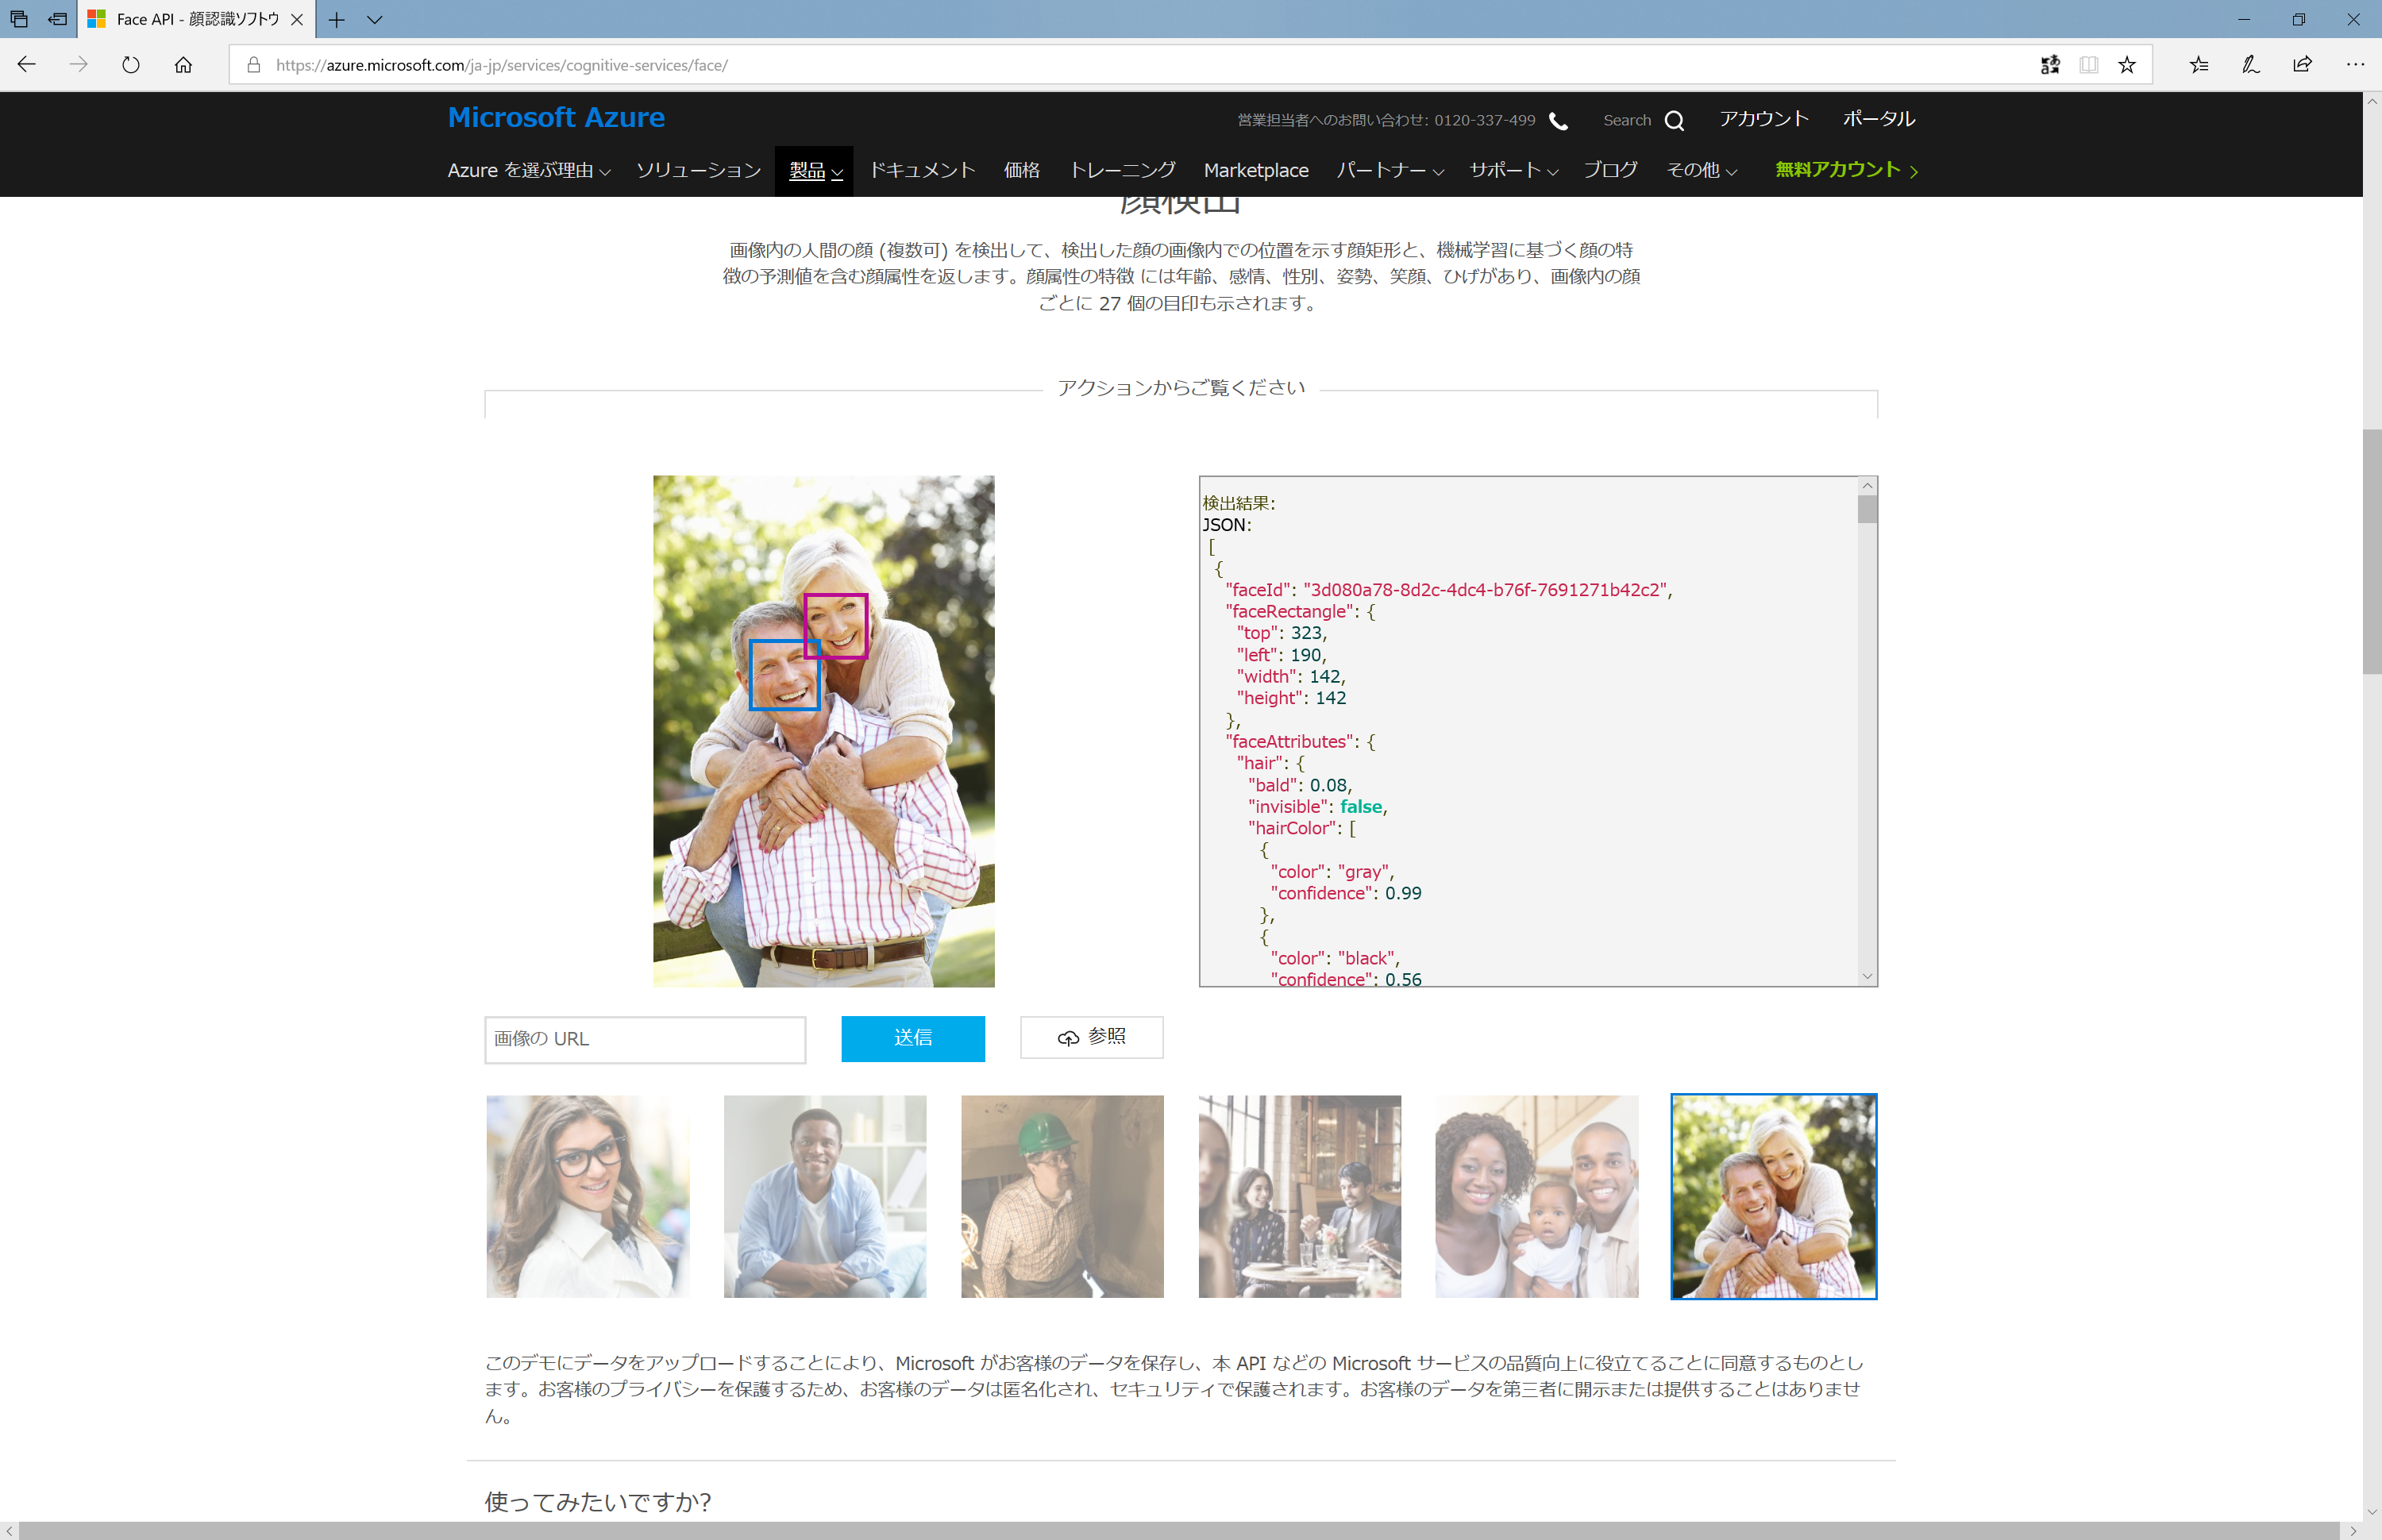 Face API - 顔認識ソフトウ
https://azure.microsoft.com/ja-jp/services/cognitive-services/face/
Microsoft Azure
営業担当者へのお問い合わせ: 0120-337-499
Search
アカウント
ポータル
Azure を選ぶ理由
ソリューション
製品
ドキュメント
価格
トレーニング
Marketplace
パートナー
サポート
ブログ
その他
無料アカウント
顔検出
画像内の人間の顔 (複数可) を検出して、検出した顔の画像内での位置を示す顔矩形と、機械学習に基づく顔の特
徴の予測値を含む顔属性を返します。顔属性の特徴 には年齢、感情、性別、姿勢、笑顔、ひげがあり、画像内の顔
ごとに 27 個の目印も示されます。
アクションからご覧ください
検出結果:
JSON:
[
{
"faceId": "3d080a78-8d2c-4dc4-b76f-7691271b42c2",
"faceRectangle": {
"top": 323,
"left": 190,
"width": 142,
"height": 142
},
"faceAttributes": {
"hair": {
"bald": 0.08,
"invisible": false,
"hairColor": [
{
"color": "gray",
"confidence": 0.99
},
{
"color": "black",
"confidence": 0.56
画像の URL
送信
参照
このデモにデータをアップロードすることにより、Microsoft がお客様のデータを保存し、本 API などの Microsoft サービスの品質向上に役立てることに同意するものとし
ます。お客様のプライバシーを保護するため、お客様のデータは匿名化され、セキュリティで保護されます。お客様のデータを第三者に開示または提供することはありませ
ん。
使ってみたいですか?